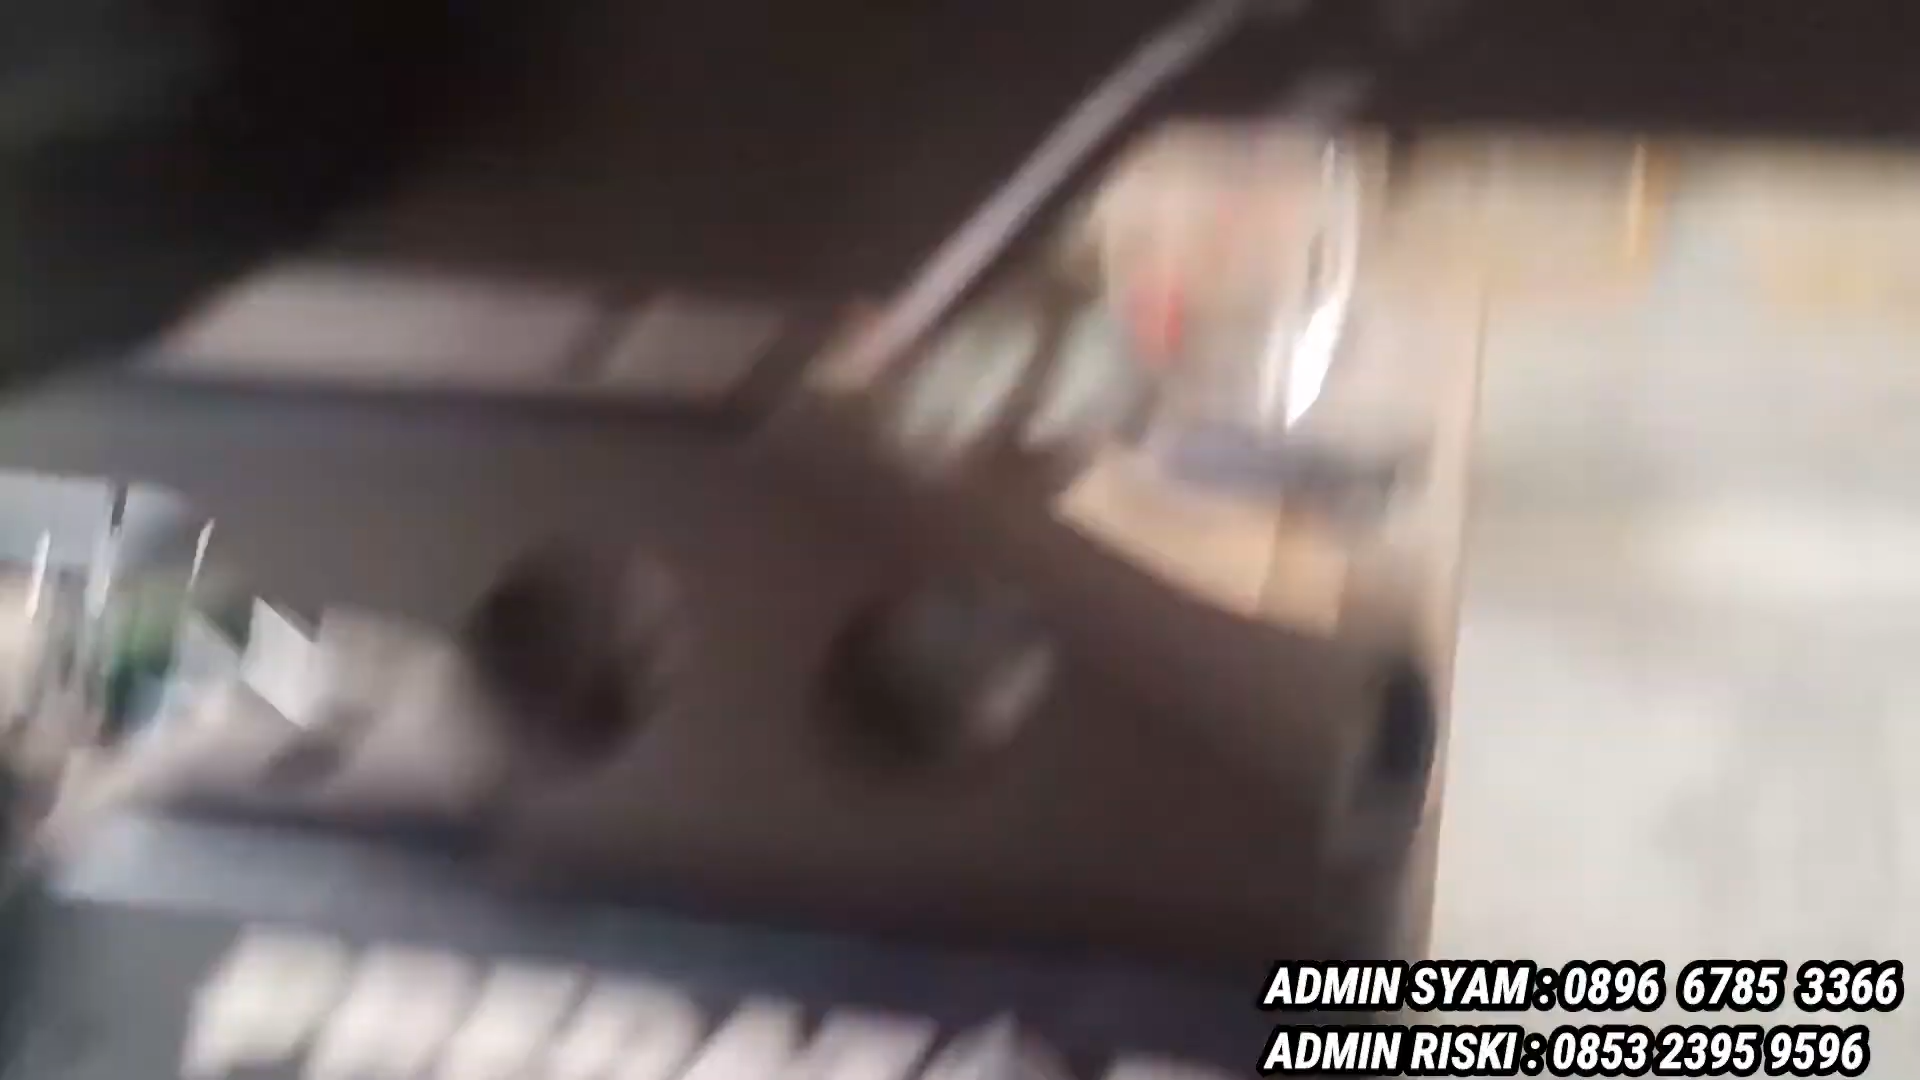 ADMIN SYAM : 0896 6785 3366
ADMIN RISKI : 0853 2395 9596